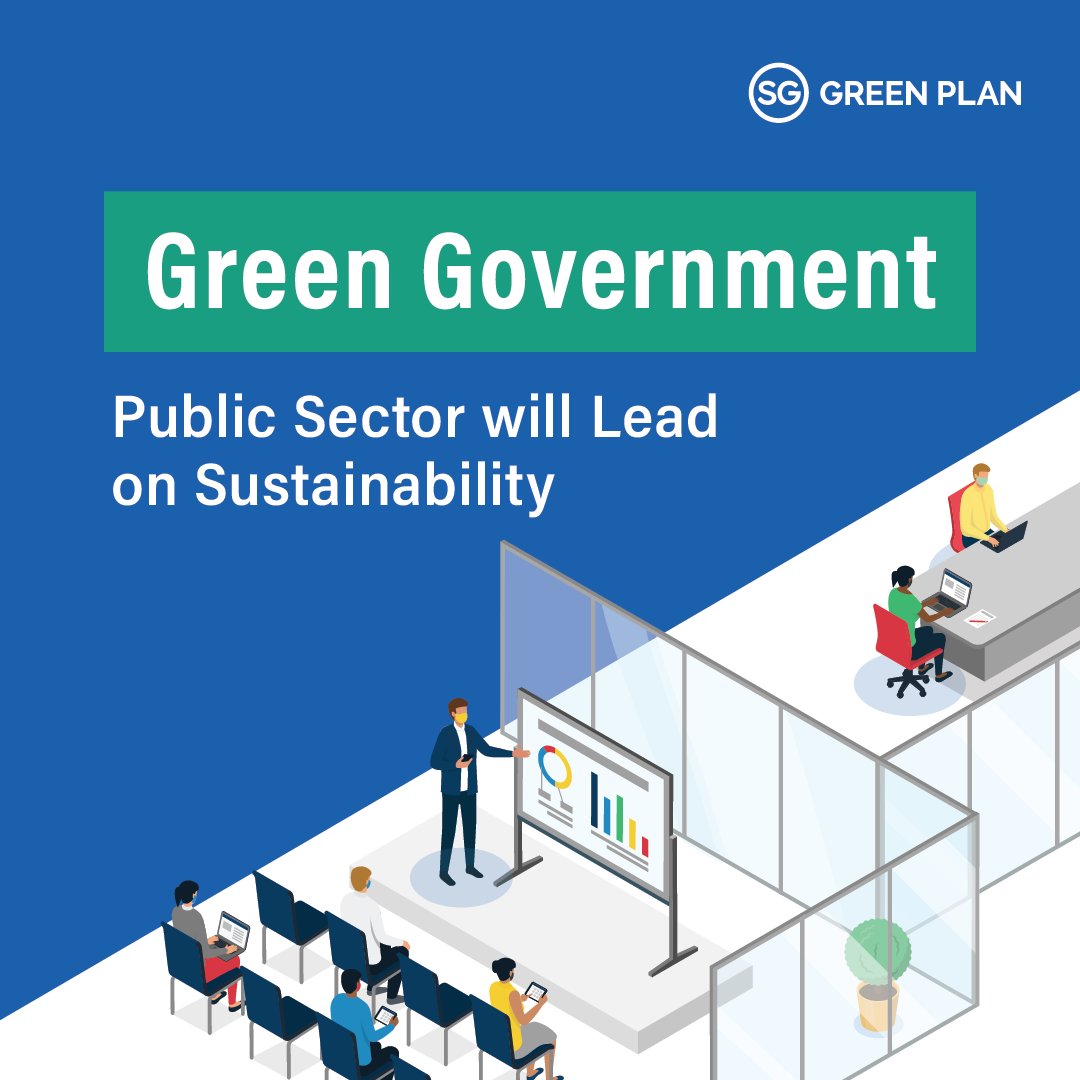 SG GREEN PLAN
Green Government
Public Sector will Lead
on Sustainability